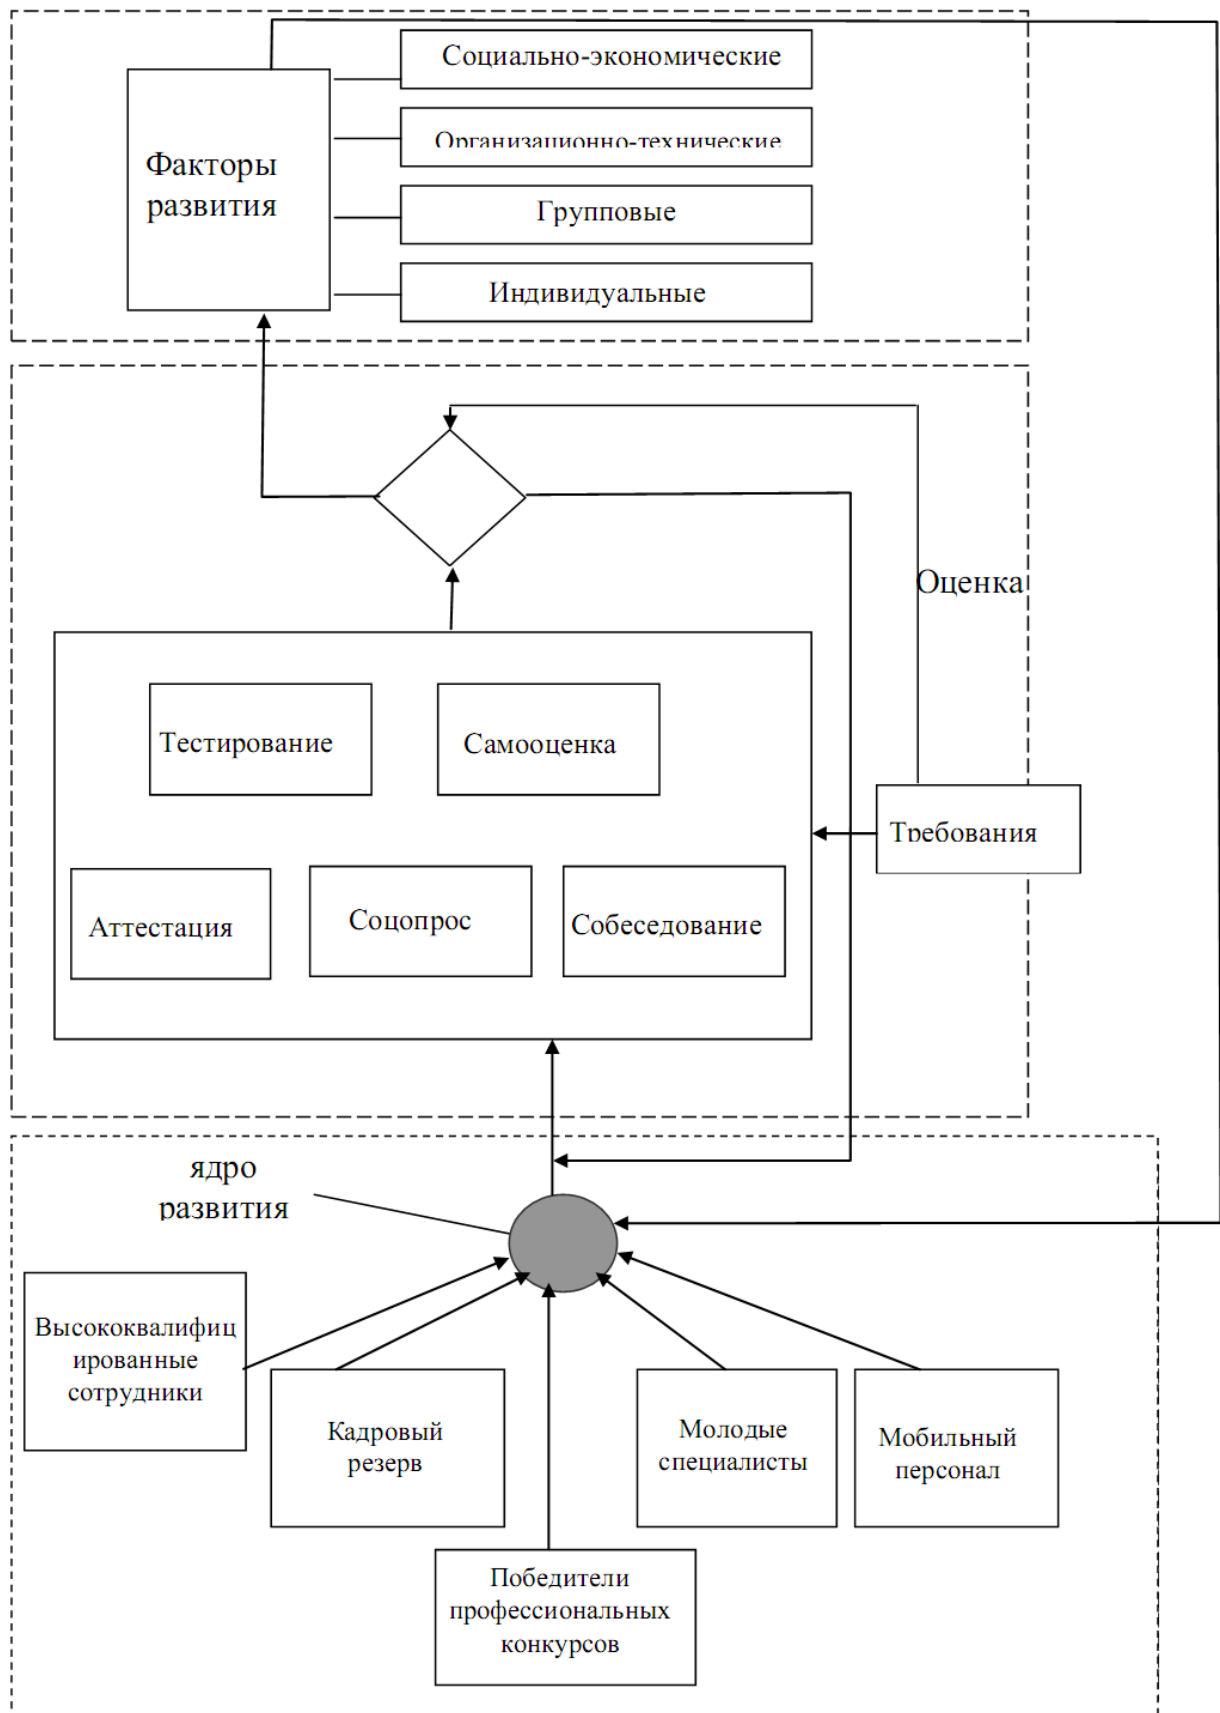 Социально-экономические
Организационно-технические
Факторы
развития
Групповые
Индивидуальные
Оценка
Тестирование
Самооценка
Требования
Аттестация
Соцопрос
Собеседование
ядро
развития
Высококвалифиц
ированные
сотрудники
Кадровый
резерв
Молодые
специалисты
Мобильный
персонал
Победители
профессиональных
конкурсов